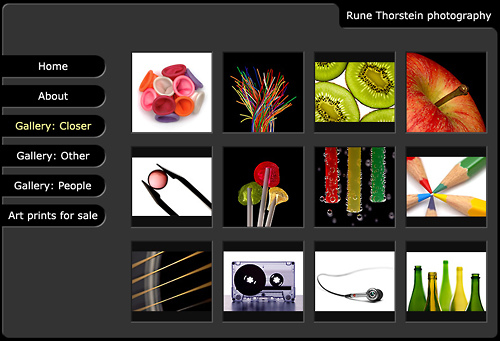 Rune Thorstein photography
Home
About
Gallery: Closer
Gallery: Other
Gallery: People
Art prints for sale